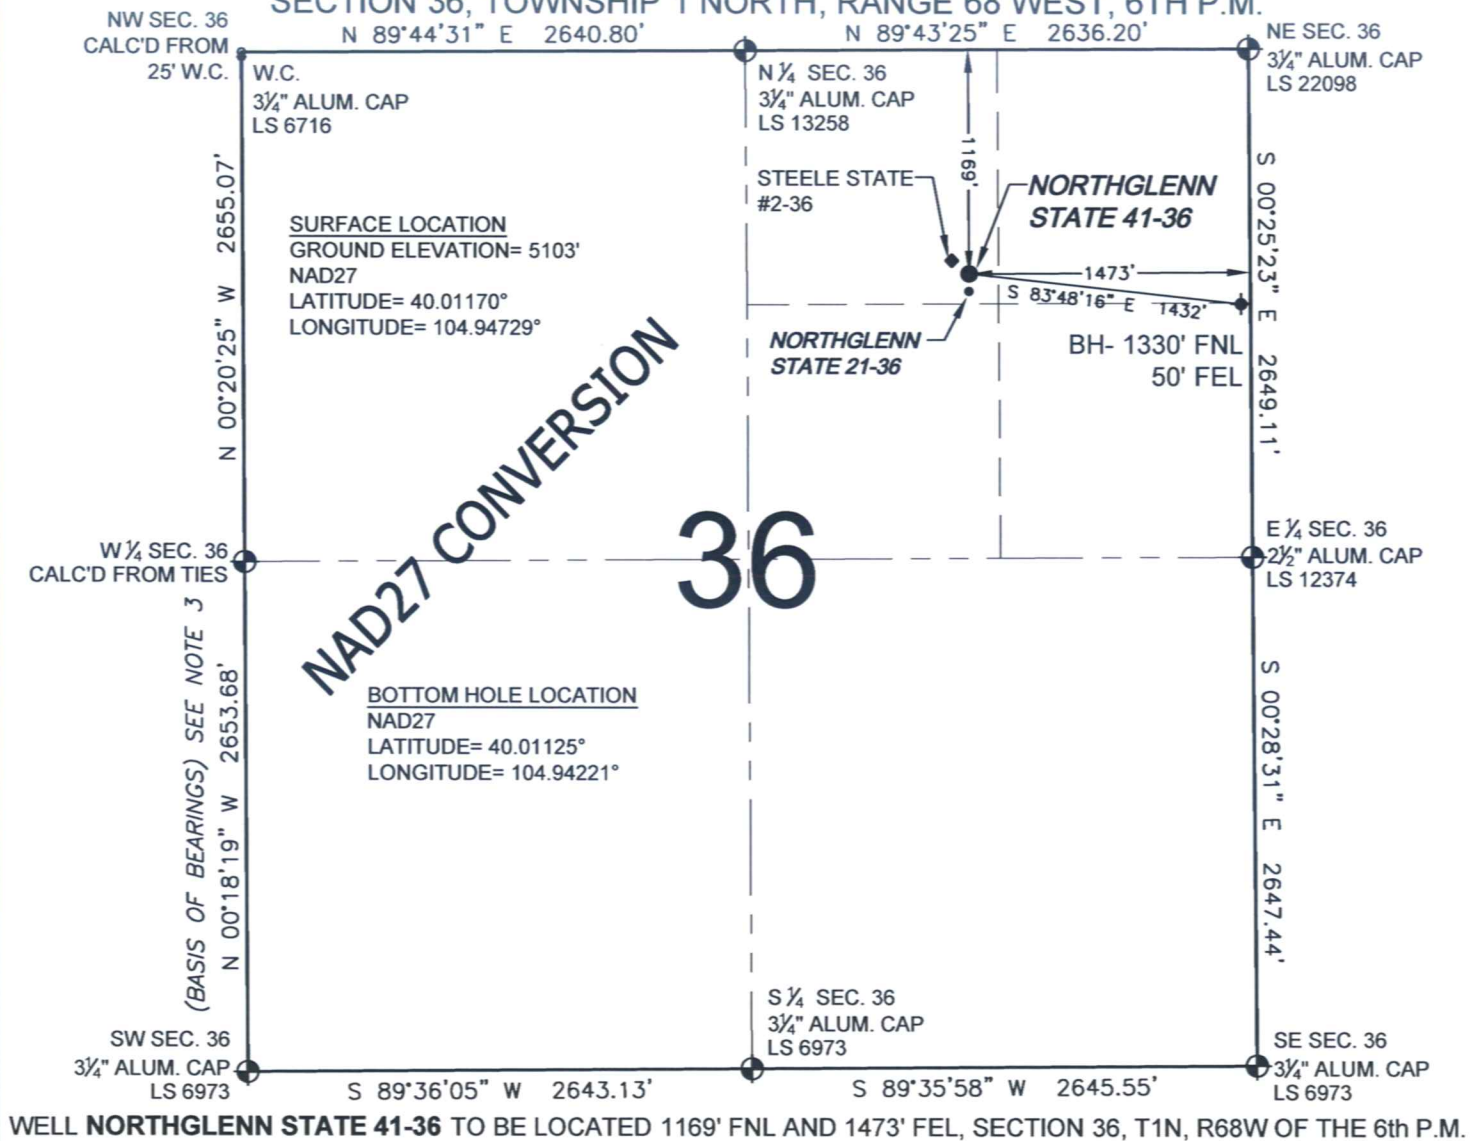 SECTION 36, TOWNSHIP 1 NORTH, RANGE 68 WEST, 6TH P.M.
NW SEC. 36
CALC'D FROM
25' W.C.
N 89°44'31" E 2640.80'
N 89°43'25" E 2636.20'
NE SEC. 36
3¼" ALUM. CAP
LS 22098
W.C.
3¼" ALUM. CAP
LS 6716
N ¼ SEC. 36
3¼" ALUM. CAP
LS 13258
1169'
STEELE STATE
#2-36
NORTHGLENN
STATE 41-36
N 00°20'25" W 2655.07'
S 00°25'23" E 2649.11'
SURFACE LOCATION
GROUND ELEVATION= 5103'
NAD27
LATITUDE= 40.01170°
LONGITUDE= 104.94729°
1473'
S 83°48'16" E 1432'
NORTHGLENN
STATE 21-36
BH- 1330' FNL
50' FEL
NAD27 CONVERSION
36
W ¼ SEC. 36
CALC'D FROM TIES
E ¼ SEC. 36
2½" ALUM. CAP
LS 12374
(BASIS OF BEARINGS) SEE NOTE 3
N 00°18'19" W 2653.68'
S 00°28'31" E 2647.44'
BOTTOM HOLE LOCATION
NAD27
LATITUDE= 40.01125°
LONGITUDE= 104.94221°
SW SEC. 36
3¼" ALUM. CAP
LS 6973
S ¼ SEC. 36
3¼" ALUM. CAP
LS 6973
SE SEC. 36
3¼" ALUM. CAP
LS 6973
S 89°36'05" W 2643.13'
S 89°35'58" W 2645.55'
WELL NORTHGLENN STATE 41-36 TO BE LOCATED 1169' FNL AND 1473' FEL, SECTION 36, T1N, R68W OF THE 6th P.M.